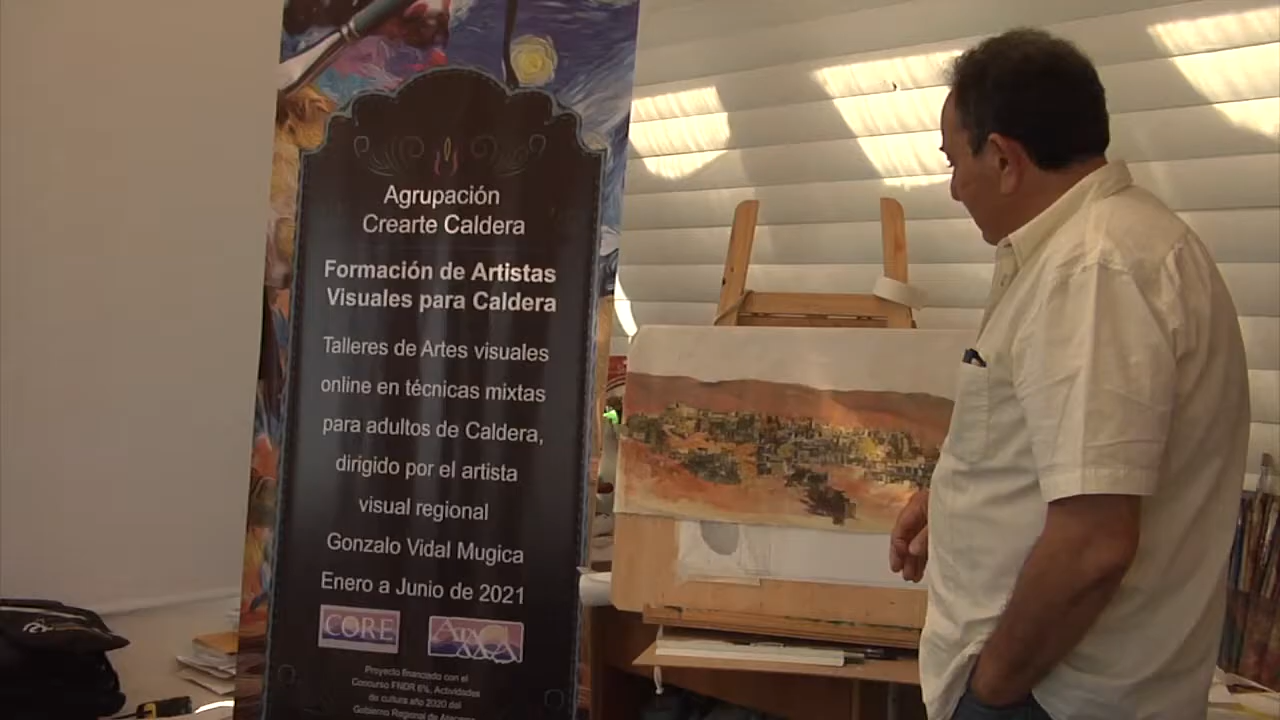 Agrupación
Crearte Caldera
Formación de Artistas
Visuales para Caldera
Talleres de Artes visuales
online en técnicas mixtas
para adultos de Caldera,
dirigido por el artista
visual regional
Gonzalo Vidal Mugica
Enero a Junio de 2021
CORE
Proyecto financiado con el
Concurso FNDR 6%, Actividades
de cultura año 2020 del
Gobierno Regional de Atacama